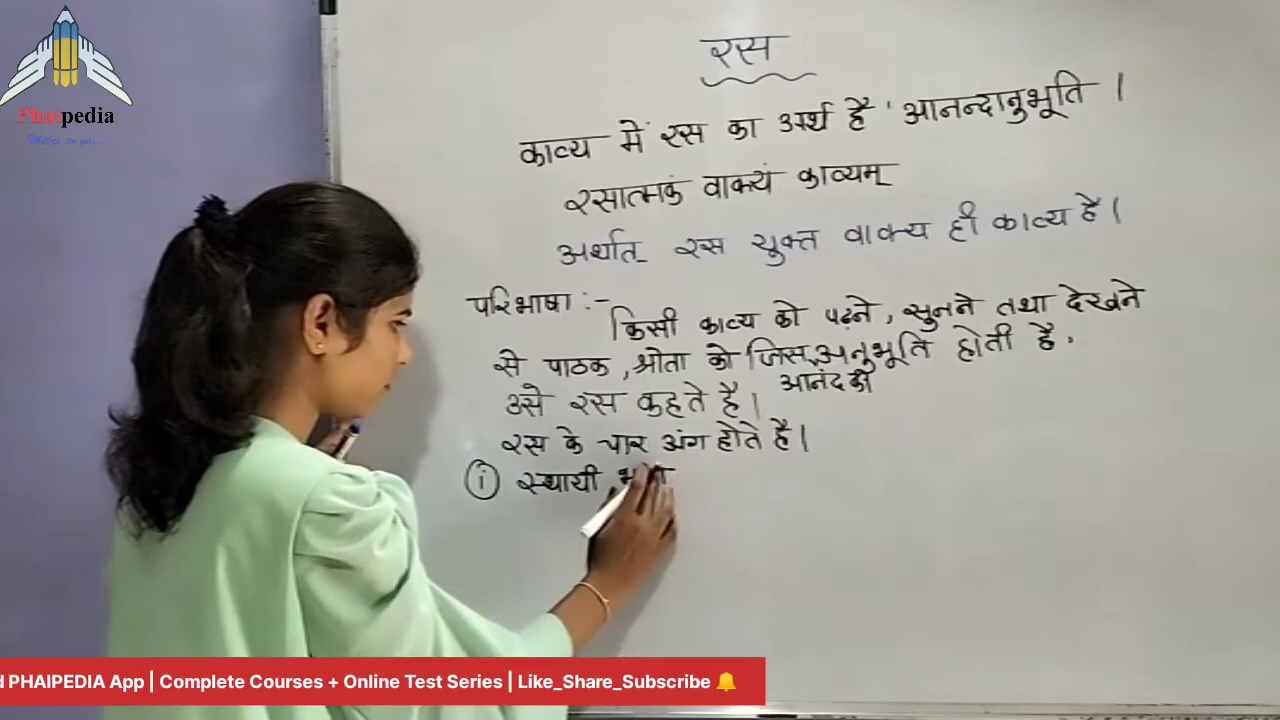 रस
काव्य में रस का अर्थ है ' आनन्दानुभूति ।
रसात्मकं वाक्यं काव्यम्
अर्थात् रस युक्त वाक्य ही काव्य है।
परिभाषा :-
किसी काव्य को पढ़ने , सुनने तथा देखने
से पाठक , श्रोता को जिस अनुभूति होती है .
आनंद की
उसे रस कहते है।
रस के चार अंग होते है।
(i) स्थायी
Phatpedia
d PHAIPEDIA App | Complete Courses + Online Test Series | Like_Share_Subscribe 🔔